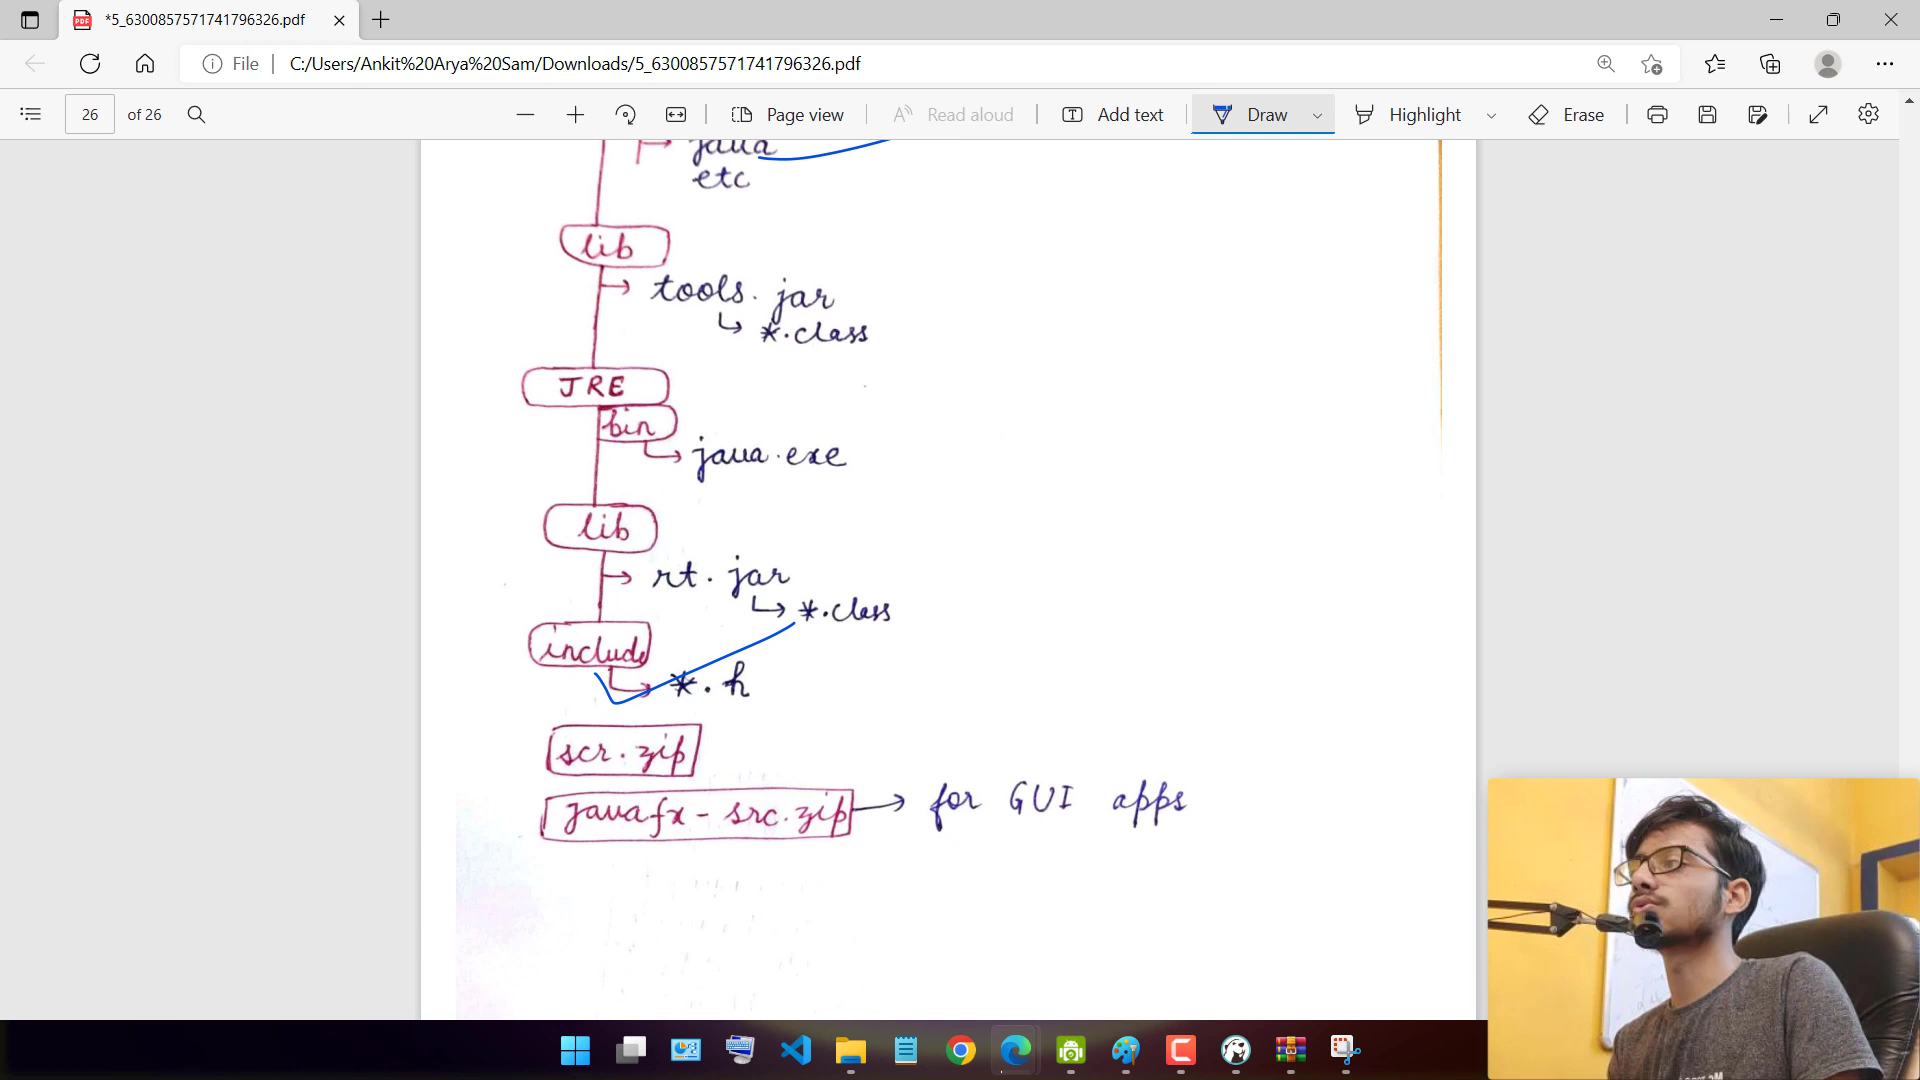 *5_6300857571741796326.pdf
File
C:/Users/Ankit%20Arya%20Sam/Downloads/5_6300857571741796326.pdf
26 of 26
Page view
Read aloud
Add text
Draw
Highlight
Erase
java
etc
lib
tools.jar
*.class
JRE
bin
java.exe
lib
rt.jar
*.class
include
*.h
scr.zip
javafx-src.zip → for GUI apps